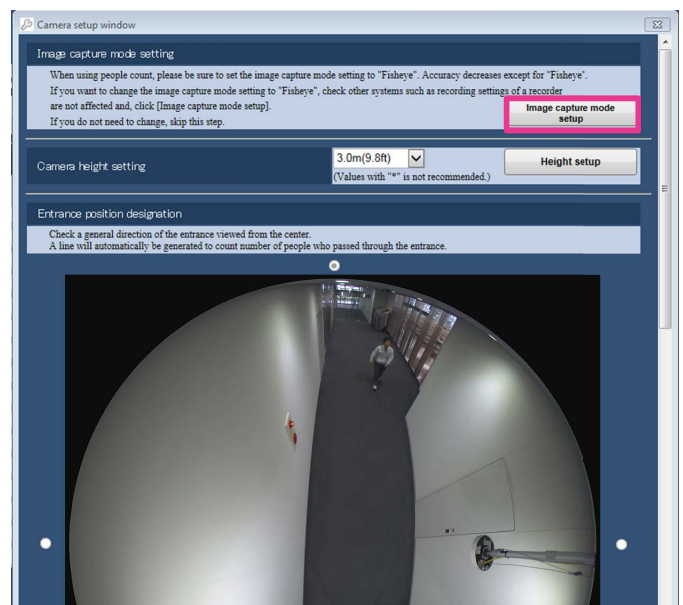 Camera setup window
Image capture mode setting
When using people count, please be sure to set the image capture mode setting to "Fisheye". Accuracy decreases except for "Fisheye".
If you want to change the image capture mode setting to "Fisheye", check other systems such as recording settings of a recorder
are not affected and, click [Image capture mode setup].
If you do not need to change, skip this step.
Image capture mode
setup
Camera height setting
3.0m(9.8ft)
(Values with "*" is not recommended.)
Height setup
Entrance position designation
Check a general direction of the entrance viewed from the center.
A line will automatically be generated to count number of people who passed through the entrance.